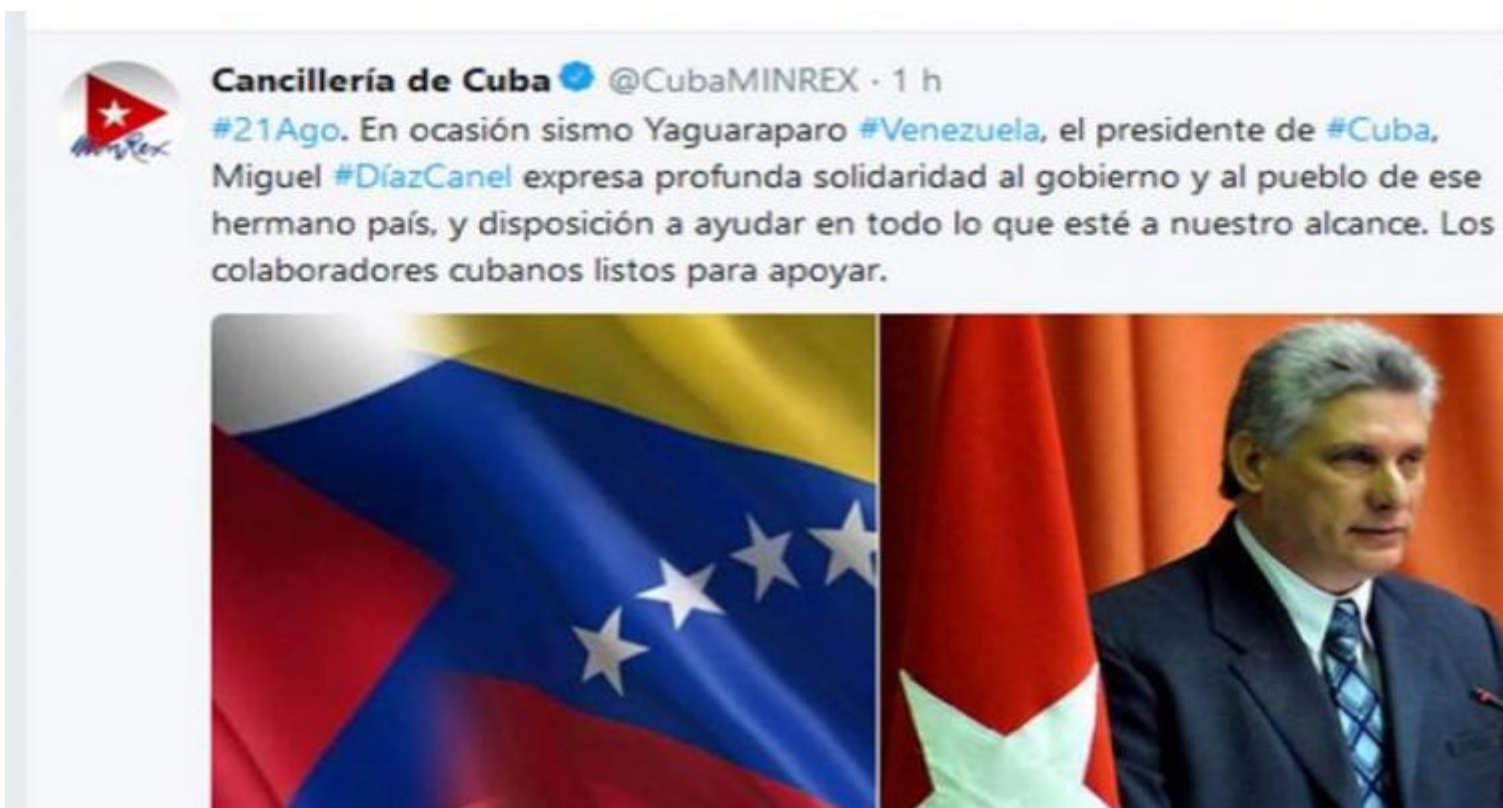 Cancillería de Cuba @CubaMINREX · 1 h
#21Ago. En ocasión sismo Yaguaraparo #Venezuela, el presidente de #Cuba,
Miguel #DíazCanel expresa profunda solidaridad al gobierno y al pueblo de ese
hermano país, y disposición a ayudar en todo lo que esté a nuestro alcance. Los
colaboradores cubanos listos para apoyar.
MinRex